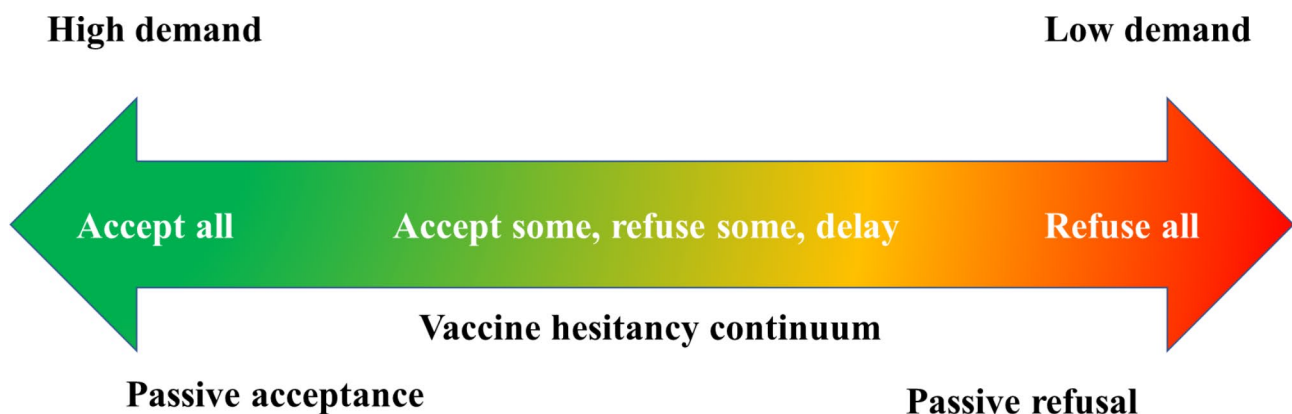 High demand
Low demand
Accept all
Accept some, refuse some, delay
Refuse all
Vaccine hesitancy continuum
Passive acceptance
Passive refusal